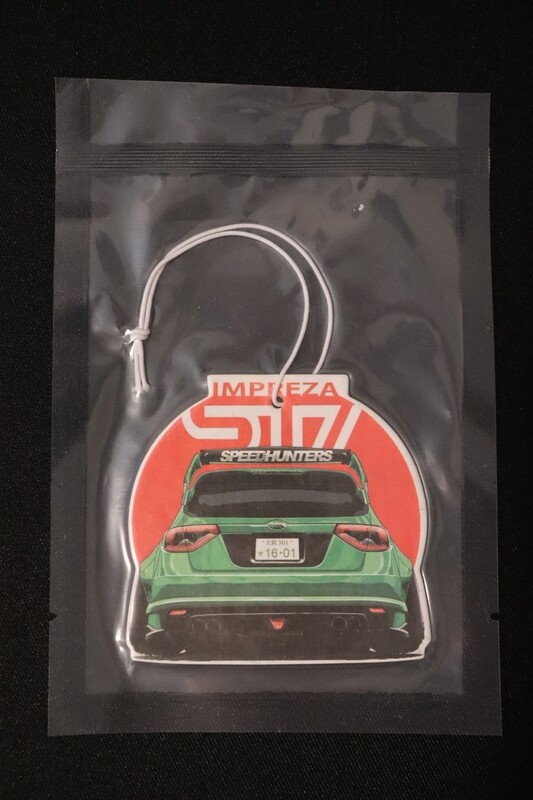 IMPREZA
STI
SPEEDHUNTERS
16-01